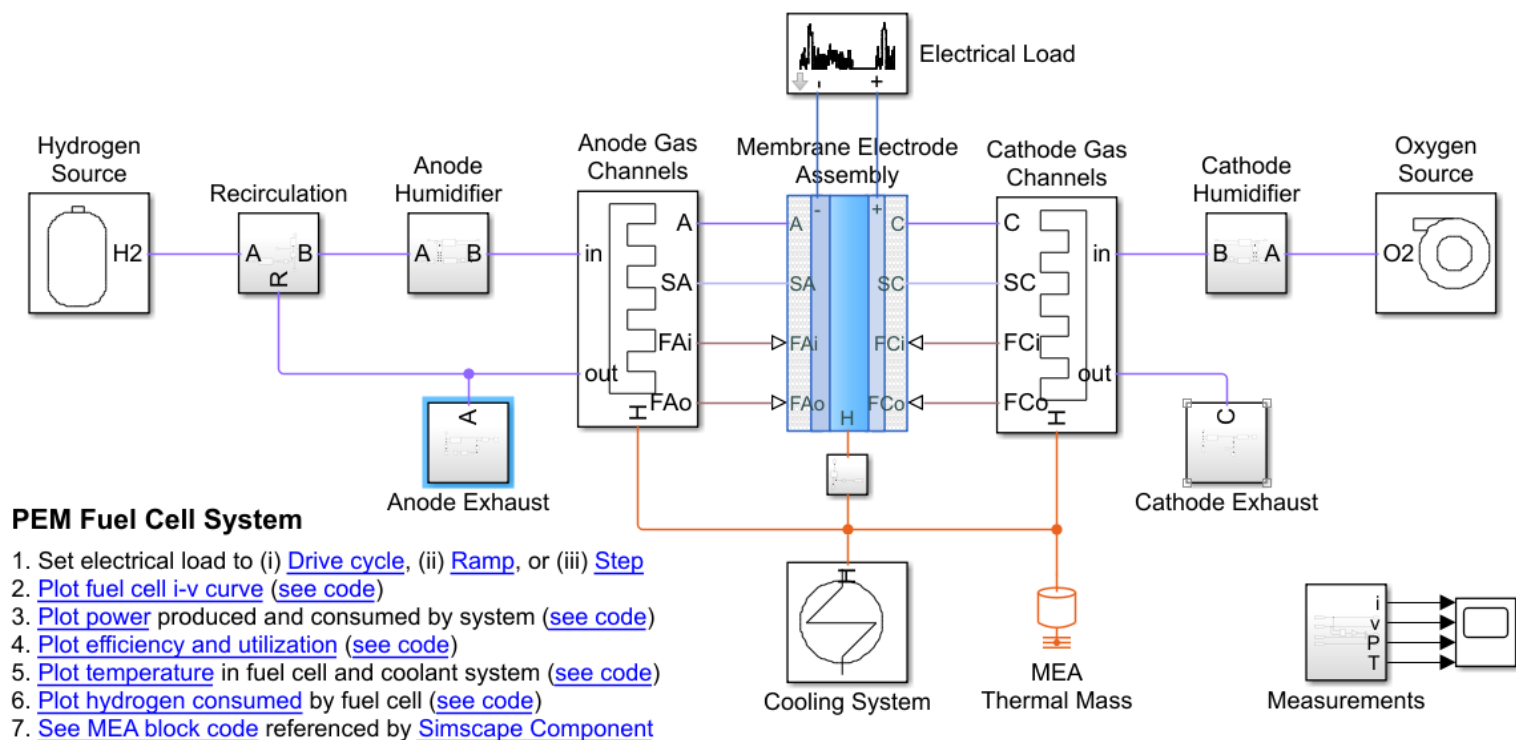 Electrical Load
-
+
Hydrogen
Source
H2
Recirculation
A
B
R
Anode
Humidifier
A
B
Anode Gas
Channels
in
out
A
SA
FAi
FAo
H
Membrane Electrode
Assembly
-
+
A
SA
FAi
FAo
C
SC
FCi
FCo
H
Cathode Gas
Channels
C
SC
FCi
FCo
in
out
H
Cathode
Humidifier
B
A
Oxygen
Source
O2
A
Anode Exhaust
C
Cathode Exhaust
PEM Fuel Cell System
1. Set electrical load to (i) Drive cycle, (ii) Ramp, or (iii) Step
2. Plot fuel cell i-v curve (see code)
3. Plot power produced and consumed by system (see code)
4. Plot efficiency and utilization (see code)
5. Plot temperature in fuel cell and coolant system (see code)
6. Plot hydrogen consumed by fuel cell (see code)
7. See MEA block code referenced by Simscape Component
H
Cooling System
MEA
Thermal Mass
i
v
P
T
Measurements